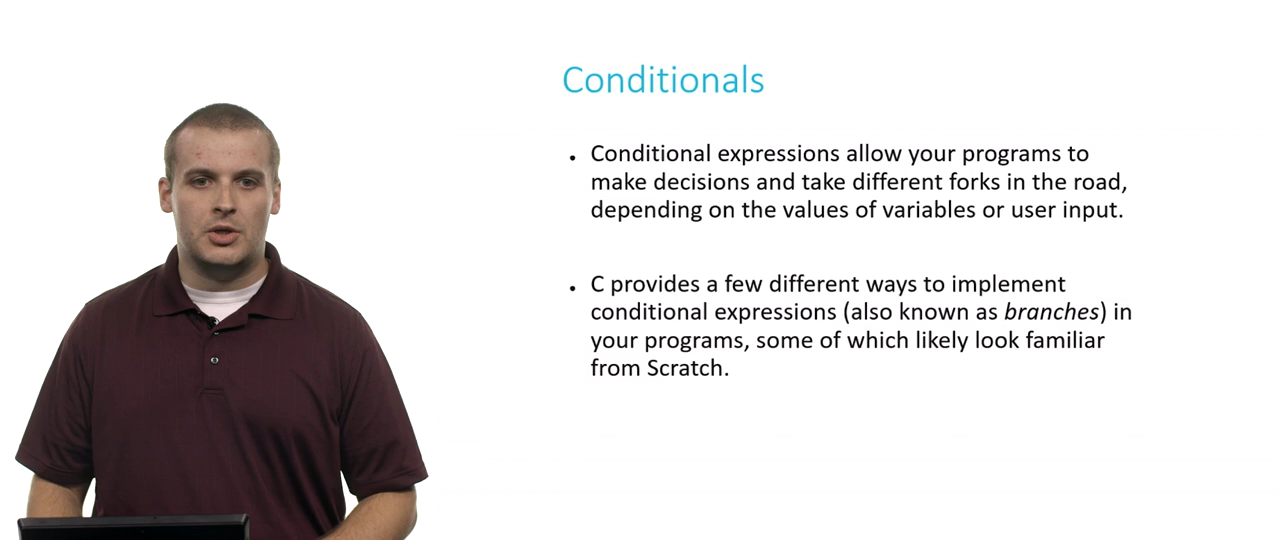 Conditionals
• Conditional expressions allow your programs to
make decisions and take different forks in the road,
depending on the values of variables or user input.
• C provides a few different ways to implement
conditional expressions (also known as branches) in
your programs, some of which likely look familiar
from Scratch.